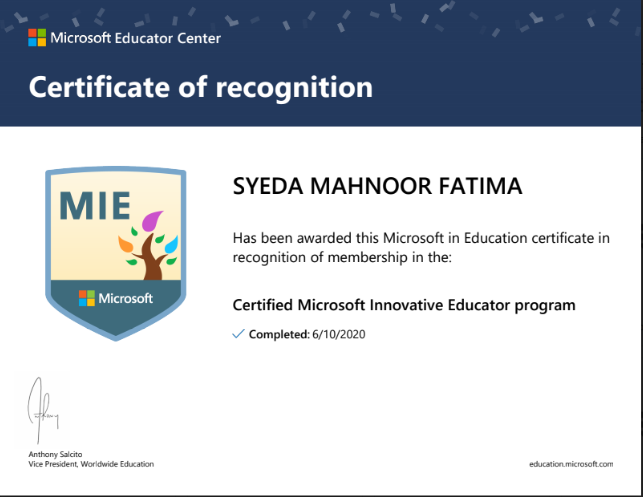 Microsoft Educator Center
Certificate of recognition
MIE
Microsoft
SYEDA MAHNOOR FATIMA
Has been awarded this Microsoft in Education certificate in
recognition of membership in the:
Certified Microsoft Innovative Educator program
Completed: 6/10/2020
Anthony Salcito
Vice President, Worldwide Education
education.microsoft.com